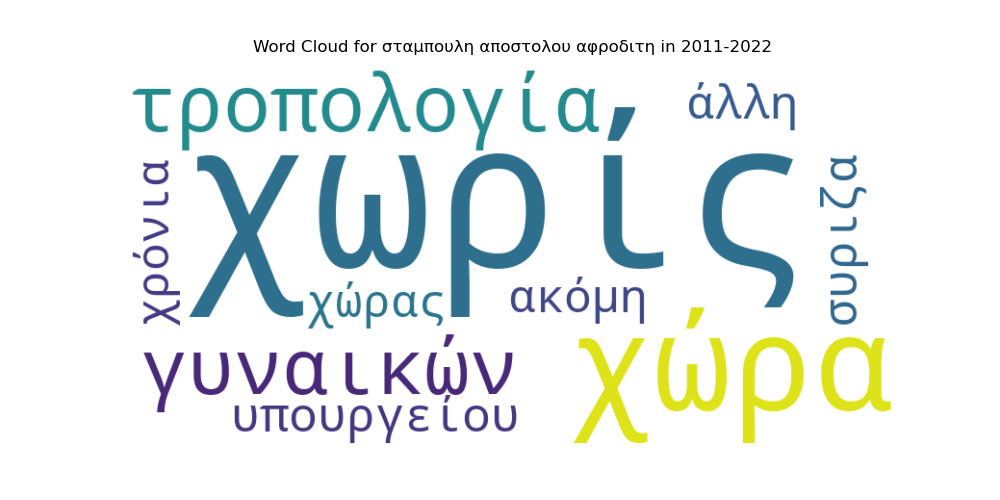 Word Cloud for σταμπουλη αποστολου αφροδιτη in 2011-2022
τροπολογία
άλλη
χωρίς
χρόνια
συριζα
χώρας
ακόμη
γυναικών
χώρα
υπουργείου